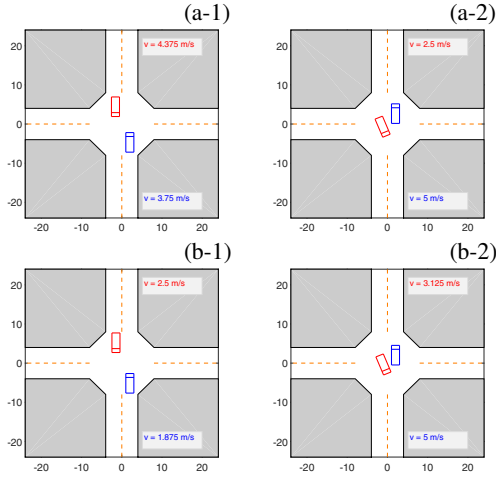 (a-1) (a-2)
20 v = 4.375 m/s 20 v = 2.5 m/s
10 10
0 0
-10 -10
-20 v = 3.75 m/s -20 v = 5 m/s
-20 -10 0 10 20 -20 -10 0 10 20
(b-1) (b-2)
20 v = 2.5 m/s 20 v = 3.125 m/s
10 10
0 0
-10 -10
-20 v = 1.875 m/s -20 v = 5 m/s
-20 -10 0 10 20 -20 -10 0 10 20